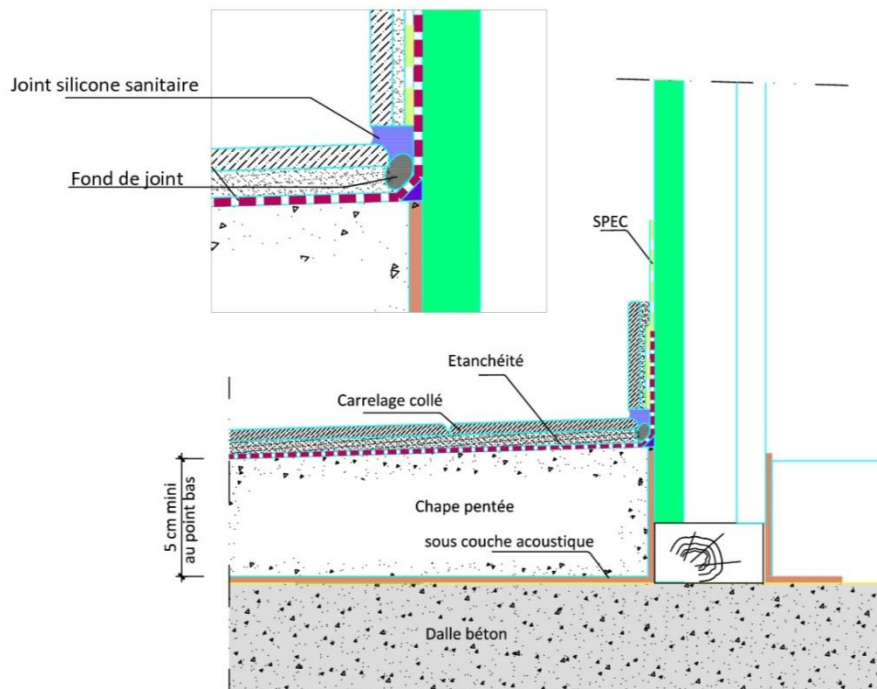 Joint silicone sanitaire
Fond de joint
SPEC
Etanchéité
Carrelage collé
5 cm mini
au point bas
Chape pentée
sous couche acoustique
Dalle béton